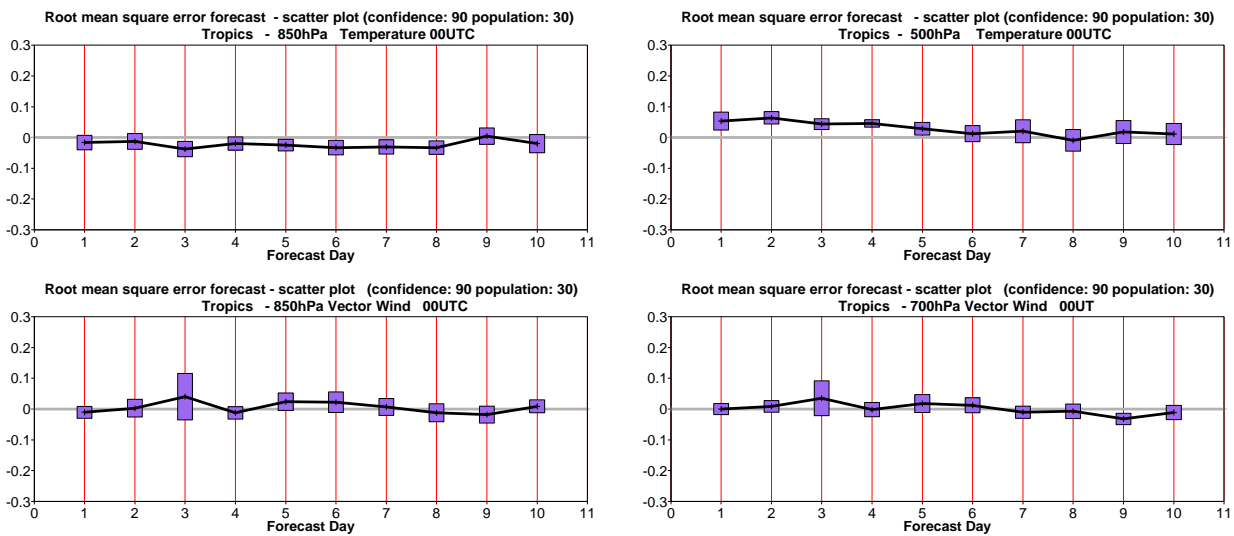 Root mean square error forecast - scatter plot (confidence: 90 population: 30)
Tropics - 850hPa Temperature 00UTC
0.3
0.2
0.1
0
-0.1
-0.2
-0.3
0 1 2 3 4 5 6 7 8 9 10 11
Forecast Day
Root mean square error forecast - scatter plot (confidence: 90 population: 30)
Tropics - 500hPa Temperature 00UTC
0.3
0.2
0.1
0
-0.1
-0.2
-0.3
0 1 2 3 4 5 6 7 8 9 10 11
Forecast Day
Root mean square error forecast - scatter plot (confidence: 90 population: 30)
Tropics - 850hPa Vector Wind 00UTC
0.3
0.2
0.1
0
-0.1
-0.2
-0.3
0 1 2 3 4 5 6 7 8 9 10 11
Forecast Day
Root mean square error forecast - scatter plot (confidence: 90 population: 30)
Tropics - 700hPa Vector Wind 00UT
0.3
0.2
0.1
0
-0.1
-0.2
-0.3
0 1 2 3 4 5 6 7 8 9 10 11
Forecast Day